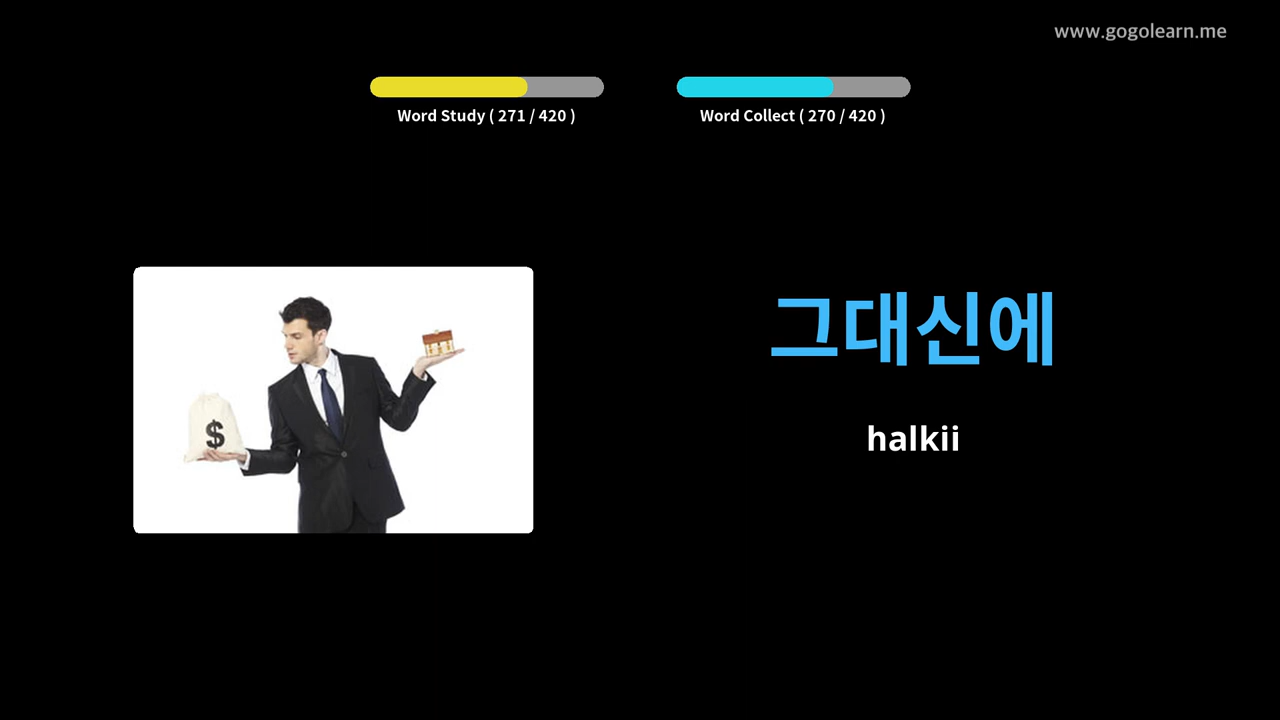 www.gogolearn.me
Word Study ( 271 / 420 )
Word Collect ( 270 / 420 )
그대신에
halkii
$